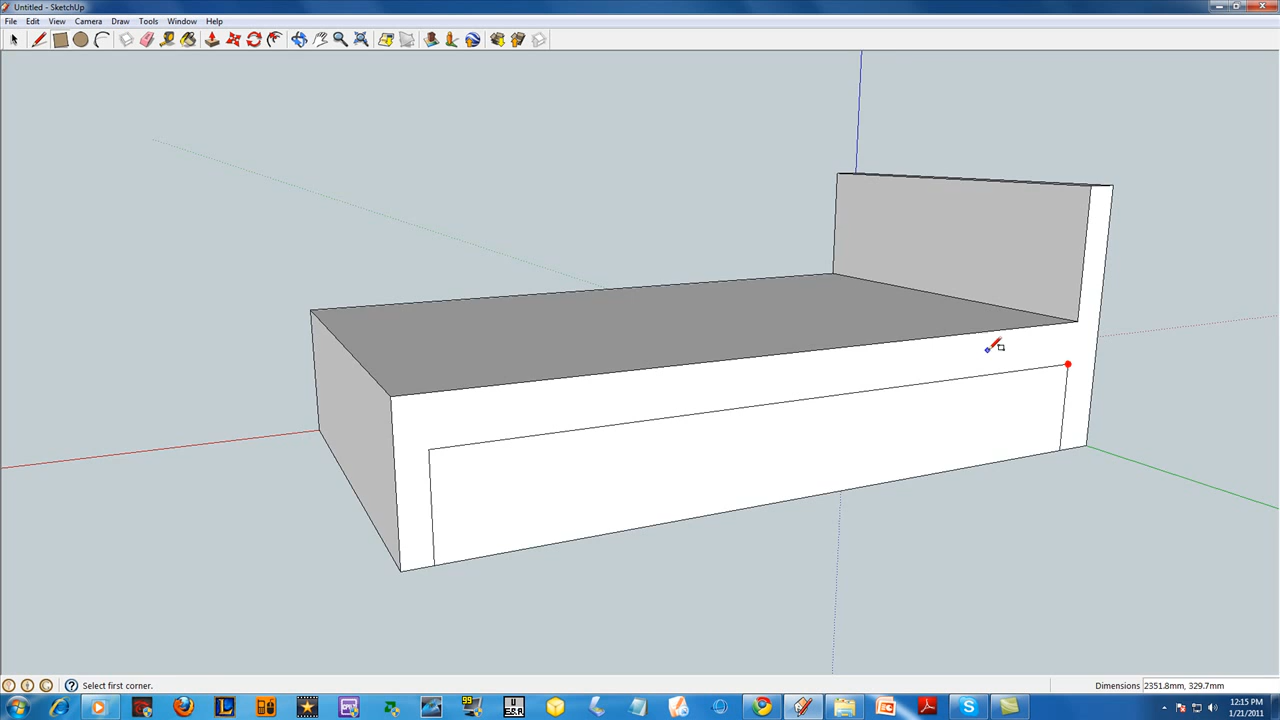 Untitled - SketchUp
File Edit View Camera Draw Tools Window Help
Select first corner.
Dimensions 2351.8mm, 329.7mm
99
L
U
E.S.R
S
12:15 PM
1/21/2011